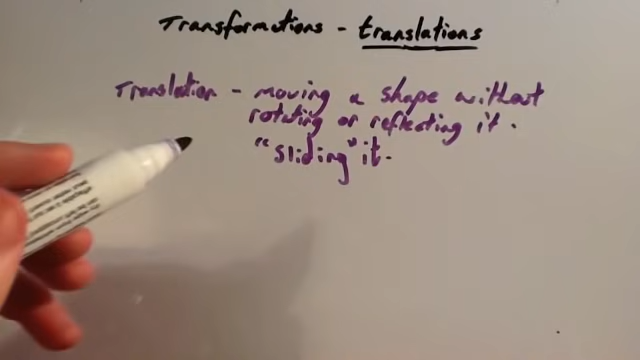 Transformations - translations
Translation - moving a shape without
rotating or reflecting it.
"sliding" it.